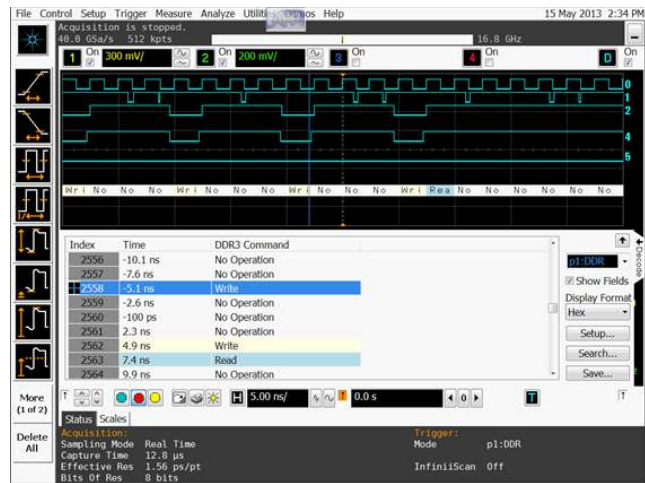 File Control Setup Trigger Measure Analyze Utilities Demos Help 15 May 2013 2:34 PM
Acquisition is stopped.
40.0 GSa/s 512 kpts 16.8 GHz
1 On 300 mV/ 2 On 200 mV/ 3 On 4 On D On
0
1
2
4
5
Wri No No No Wri No No No Wri No No No Wri Rea No No No No No No
Index Time DDR3 Command
2556 -10.1 ns No Operation
2557 -7.6 ns No Operation
2558 -5.1 ns Write
2559 -2.6 ns No Operation
2560 -100 ps No Operation
2561 2.3 ns No Operation
2562 4.9 ns Write
2563 7.4 ns Read
2564 9.9 ns No Operation
Decode
p1:DDR
Show Fields
Display Format
Hex
Setup...
Search...
Save...
More
(1 of 2)
Delete
All
T H 5.00 ns/ T 0.0 s 0 T T
Status Scales
Acquisition:
Sampling Mode Real Time
Capture Time 12.8 µs
Effective Res 1.56 ps/pt
Bits Of Res 8 bits
Trigger:
Mode p1:DDR
InfiniiScan Off